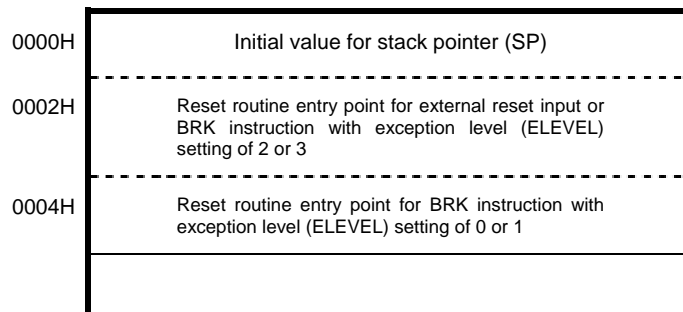 0000H Initial value for stack pointer (SP)
0002H Reset routine entry point for external reset input or
BRK instruction with exception level (ELEVEL)
setting of 2 or 3
0004H Reset routine entry point for BRK instruction with
exception level (ELEVEL) setting of 0 or 1